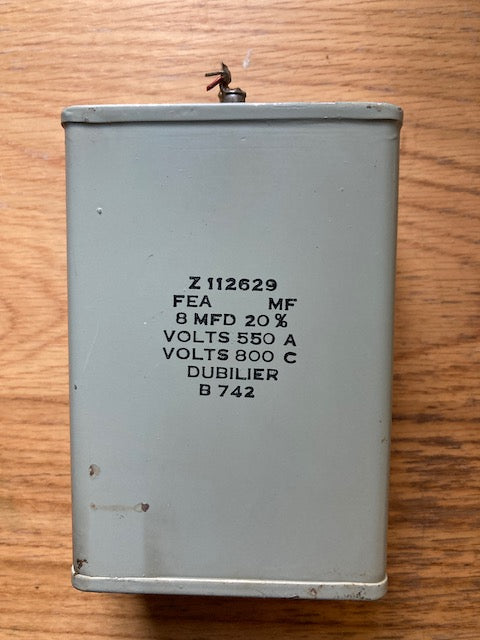 Z 112629
FEA MF
8 MFD 20 %
VOLTS 550 A
VOLTS 800 C
DUBILIER
B 742